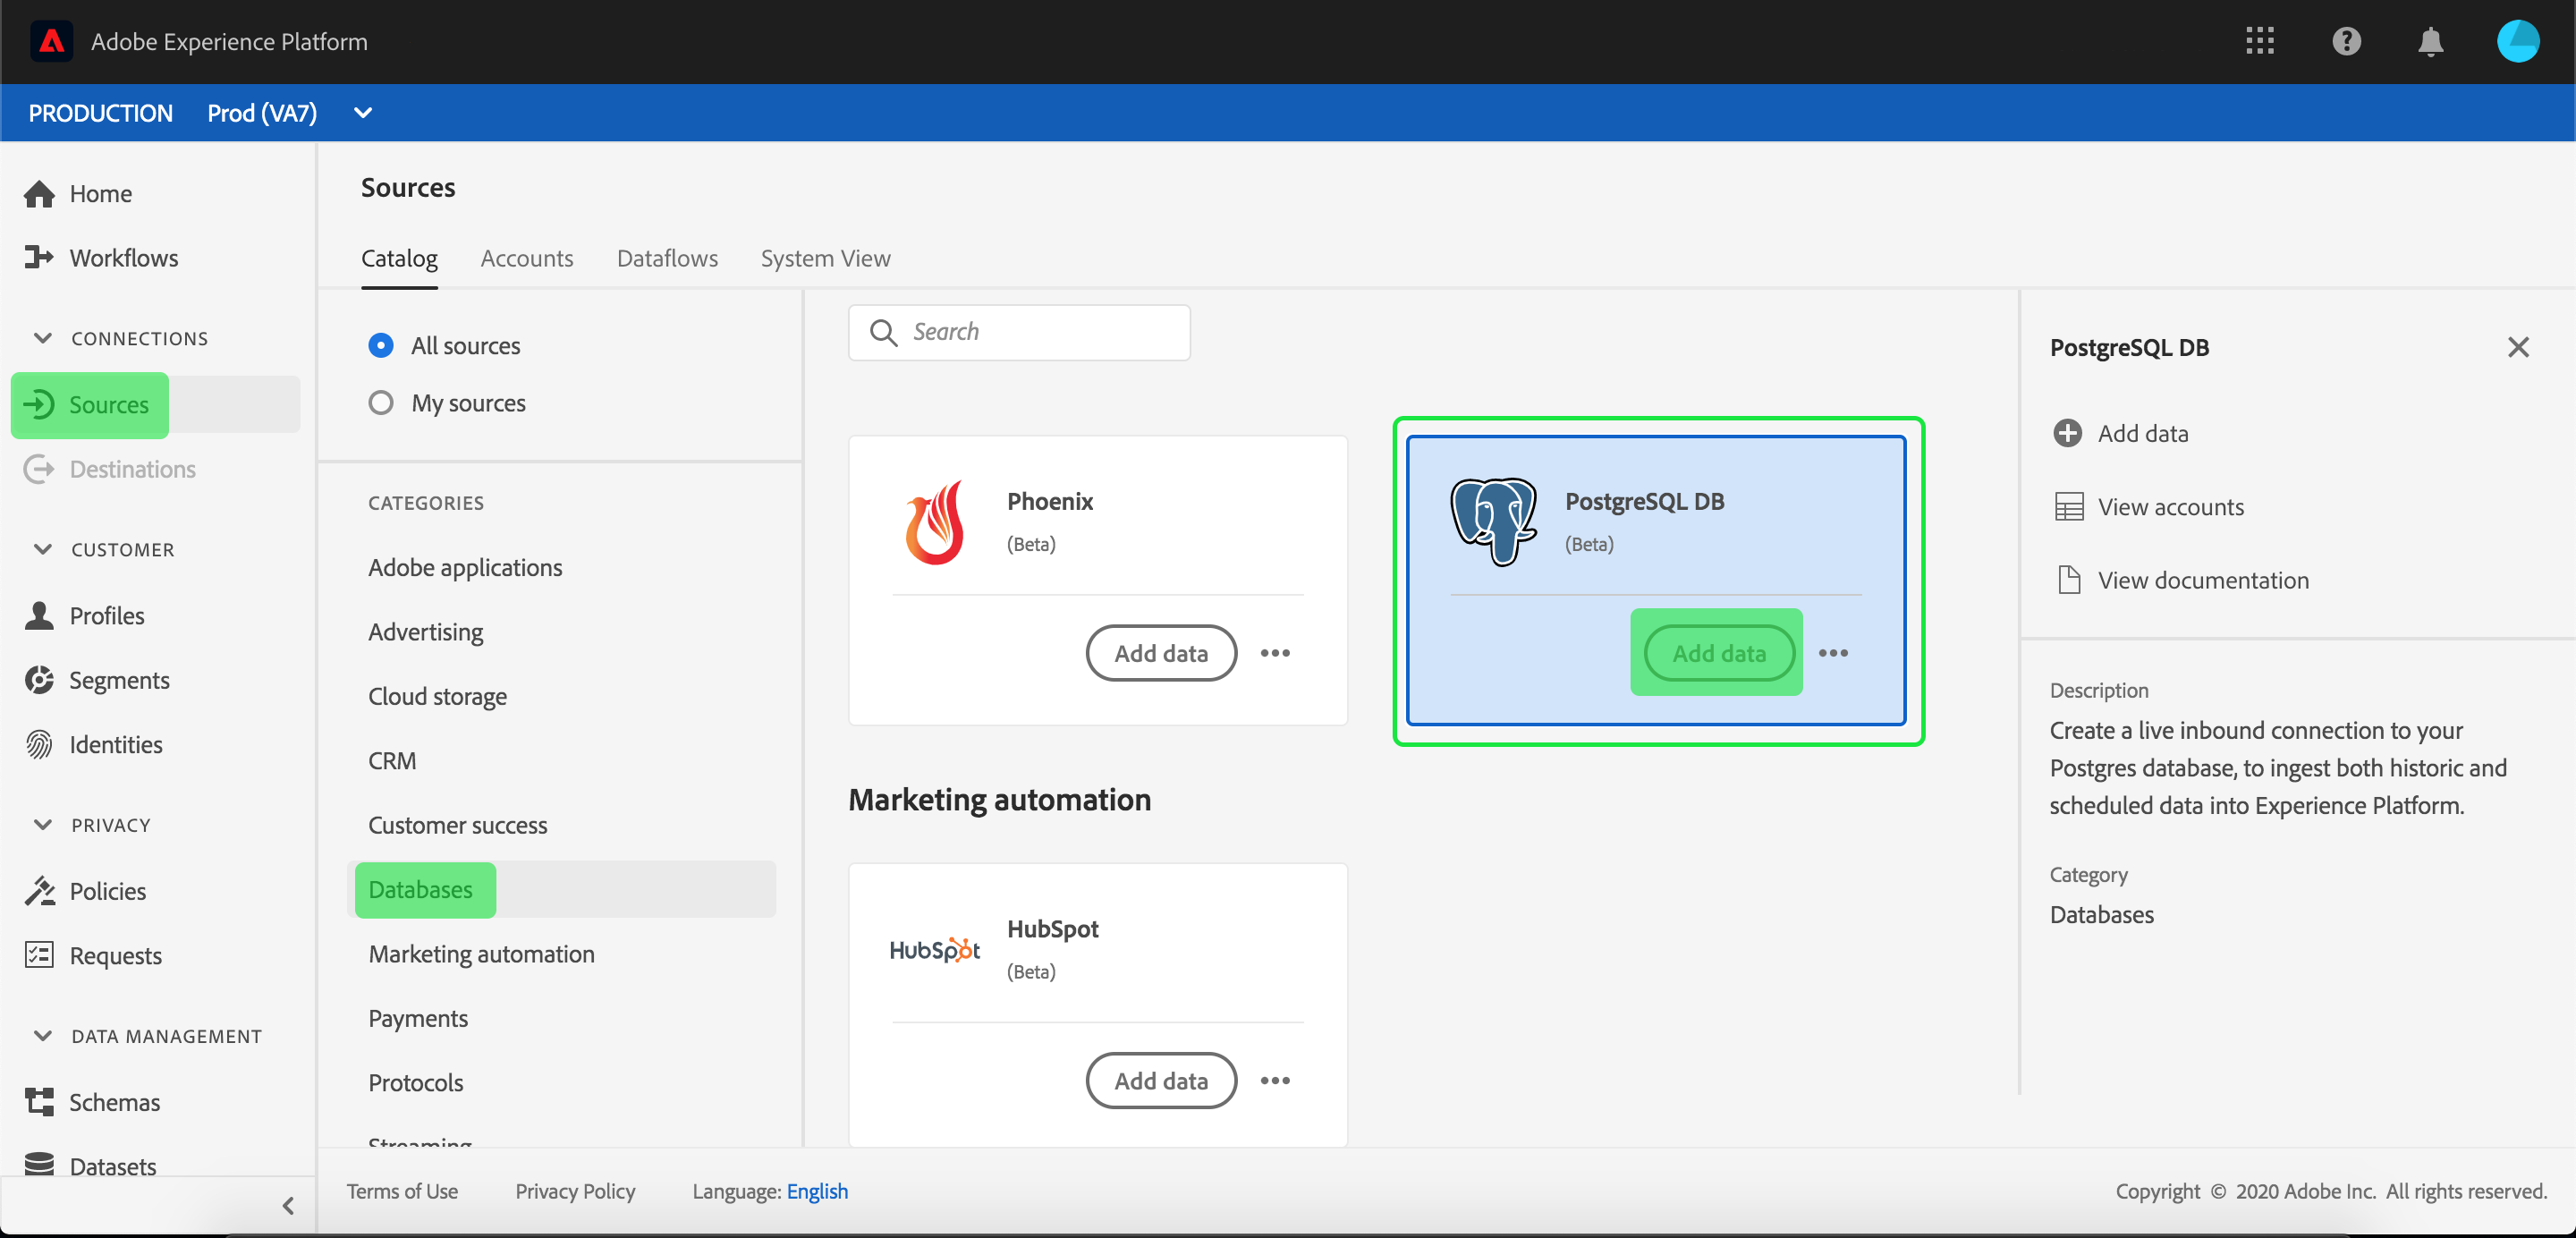 Adobe Experience Platform
PRODUCTION Prod (VA7)
Home
Workflows
CONNECTIONS
Sources
Destinations
CUSTOMER
Profiles
Segments
Identities
PRIVACY
Policies
Requests
DATA MANAGEMENT
Schemas
Datasets
Sources
Catalog Accounts Dataflows System View
All sources
My sources
CATEGORIES
Adobe applications
Advertising
Cloud storage
CRM
Customer success
Databases
Marketing automation
Payments
Protocols
Streaming
Search
Phoenix
(Beta)
Add data
PostgreSQL DB
(Beta)
Add data
Marketing automation
HubSpot
HubSpot
(Beta)
Add data
PostgreSQL DB
Add data
View accounts
View documentation
Description
Create a live inbound connection to your
Postgres database, to ingest both historic and
scheduled data into Experience Platform.
Category
Databases
Terms of Use Privacy Policy Language: English
Copyright © 2020 Adobe Inc. All rights reserved.